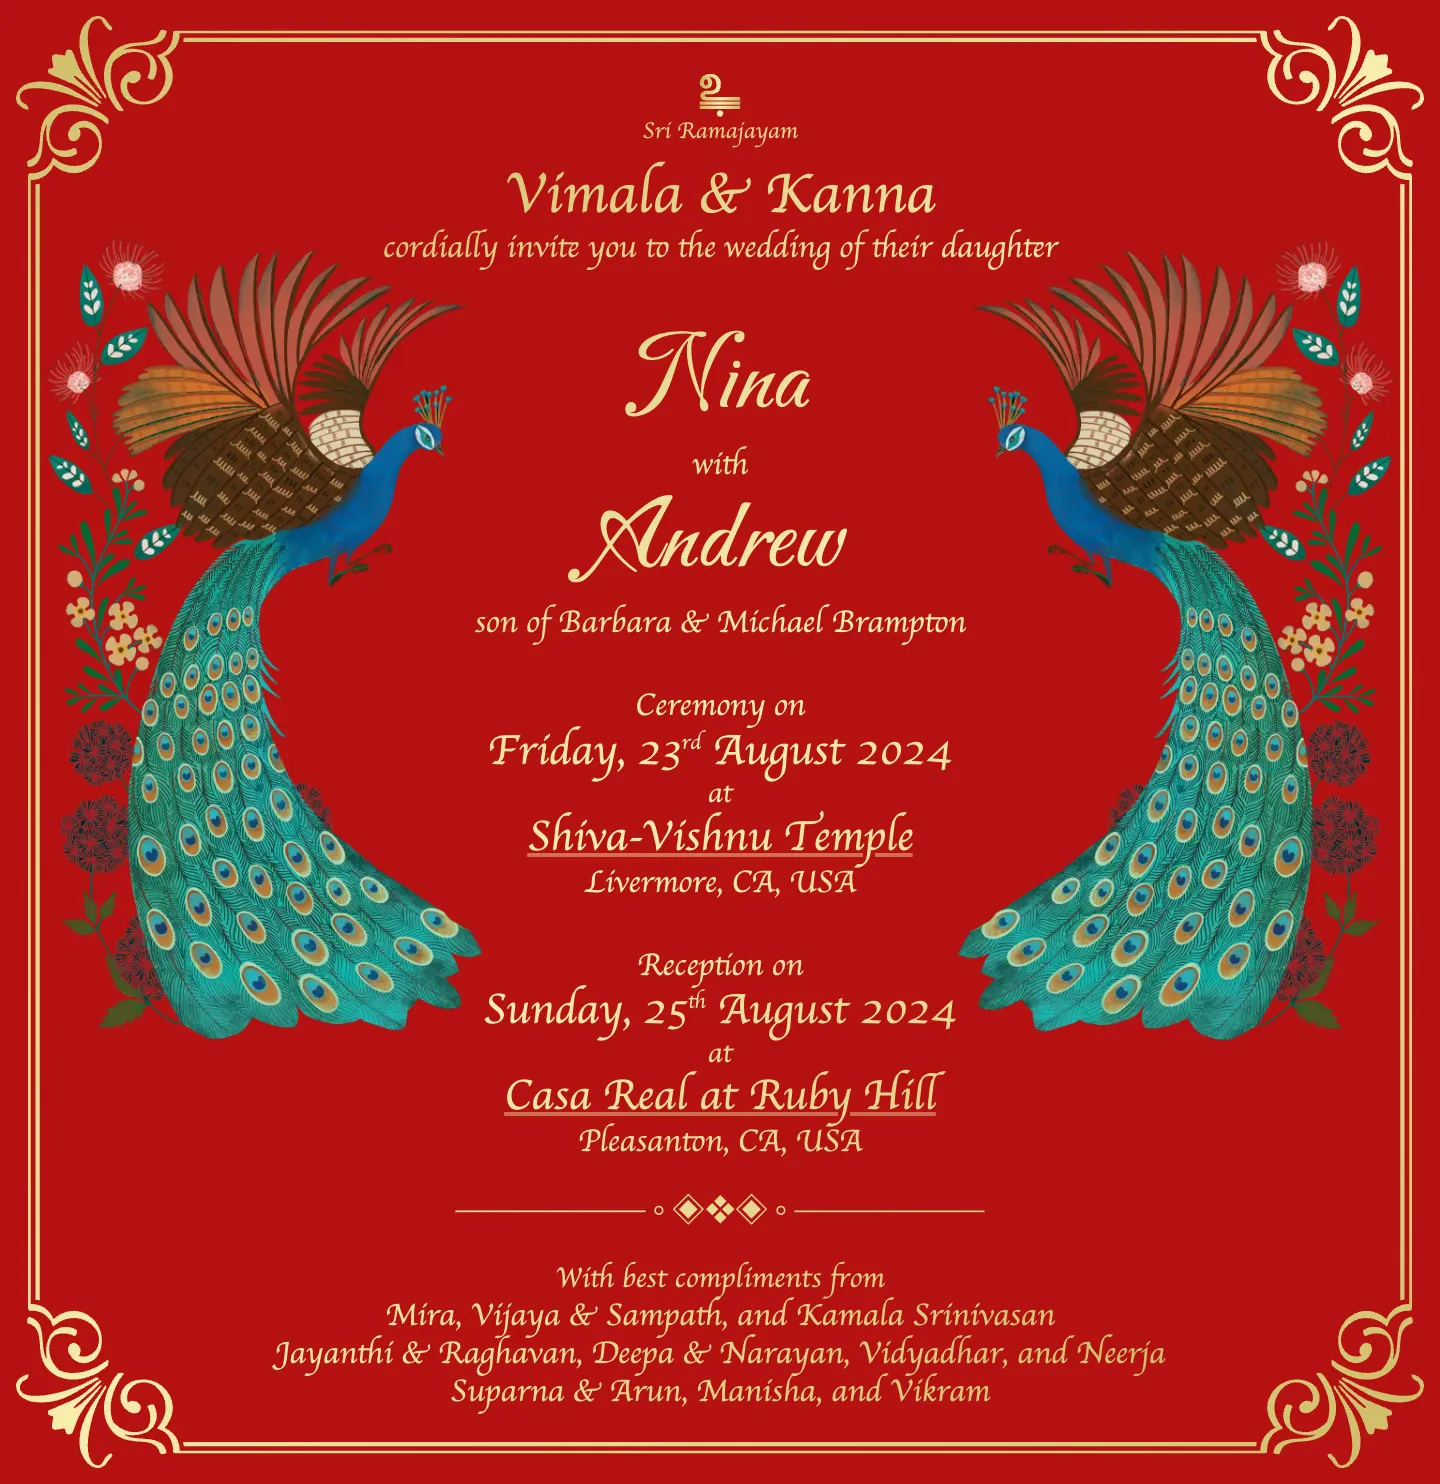 உ
Sri Ramajayam
Vimala & Kanna
cordially invite you to the wedding of their daughter
Nina
with
Andrew
son of Barbara & Michael Brampton
Ceremony on
Friday, 23rd August 2024
at
Shiva-Vishnu Temple
Livermore, CA, USA
Reception on
Sunday, 25th August 2024
at
Casa Real at Ruby Hill
Pleasanton, CA, USA
With best compliments from
Mira, Vijaya & Sampath, and Kamala Srinivasan
Jayanthi & Raghavan, Deepa & Narayan, Vidyadhar, and Neerja
Suparna & Arun, Manisha, and Vikram